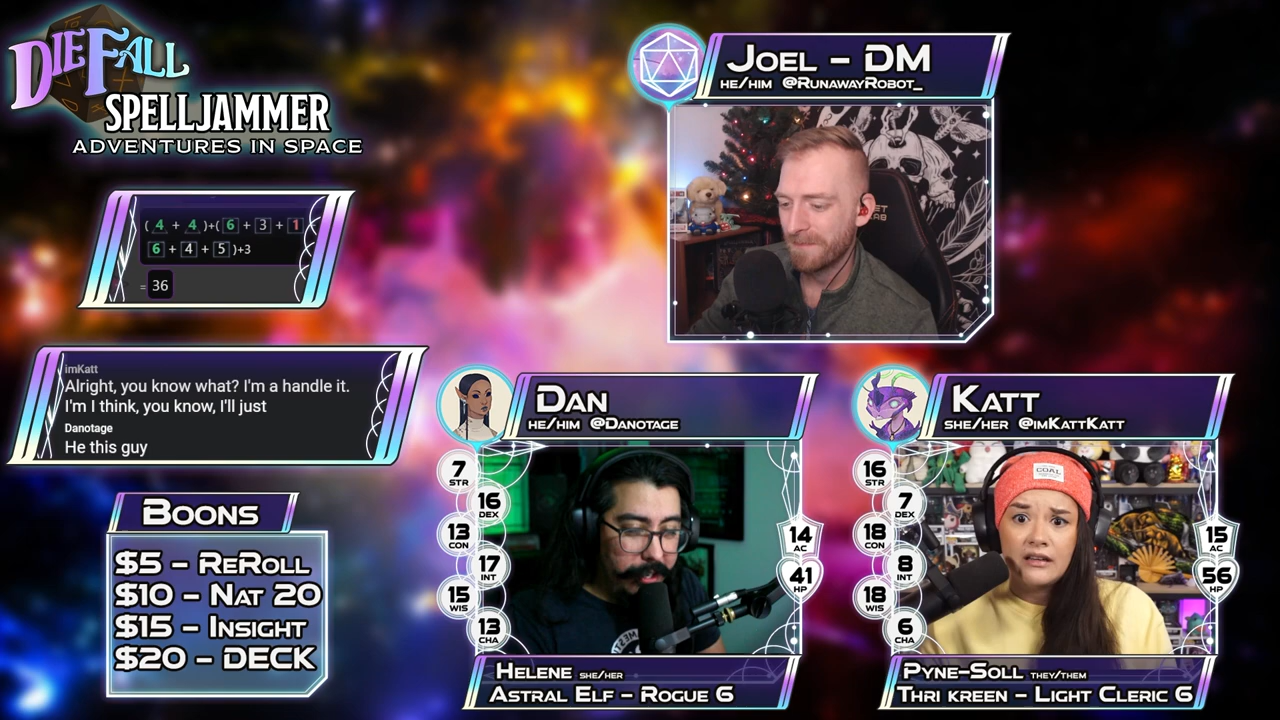 DIEFALL
SPELLJAMMER
ADVENTURES IN SPACE
( 4 + 4 )+( 6 + 3 + 1
6 + 4 + 5 )+3
= 36
imKatt
Alright, you know what? I'm a handle it.
I'm I think, you know, I'll just
Danotage
He this guy
BOONS
$5 – REROLL
$10 – NAT 20
$15 – INSIGHT
$20 – DECK
JOEL – DM
HE/HIM @RUNAWAYROBOT_
DAN
HE/HIM @DANOTAGE
7
STR
16
DEX
13
CON
17
INT
15
WIS
13
CHA
14
AC
41
HP
HELENE SHE/HER
ASTRAL ELF – ROGUE 6
KATT
SHE/HER @IMKATTKATT
16
STR
7
DEX
18
CON
8
INT
18
WIS
6
CHA
COAL
15
AC
56
HP
PYNE-SOLL THEY/THEM
THRI KREEN – LIGHT CLERIC 6